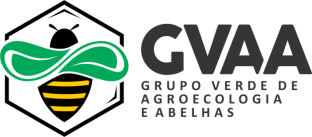 GVAA
GRUPO VERDE DE
AGROECOLOGIA
E ABELHAS